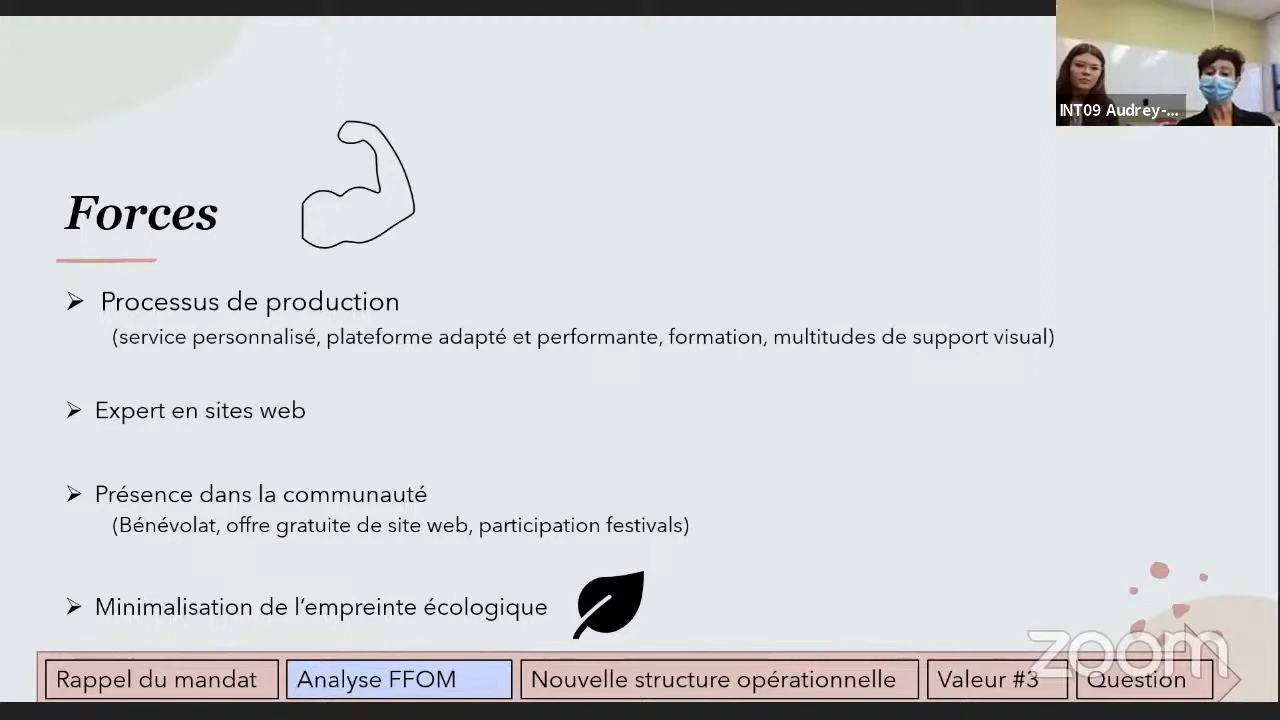 INT09 Audrey-...
Forces
Processus de production
(service personnalisé, plateforme adapté et performante, formation, multitudes de support visual)
Expert en sites web
Présence dans la communauté
(Bénévolat, offre gratuite de site web, participation festivals)
Minimalisation de l’empreinte écologique
zoom
Rappel du mandat
Analyse FFOM
Nouvelle structure opérationnelle
Valeur #3
Question